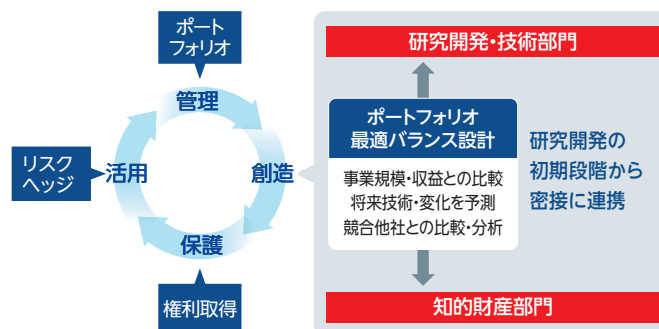 ポート
フォリオ
管理
リスク
ヘッジ
活用
創造
保護
権利取得
研究開発・技術部門
ポートフォリオ
最適バランス設計
事業規模・収益との比較
将来技術・変化を予測
競合他社との比較・分析
研究開発の
初期段階から
密接に連携
知的財産部門